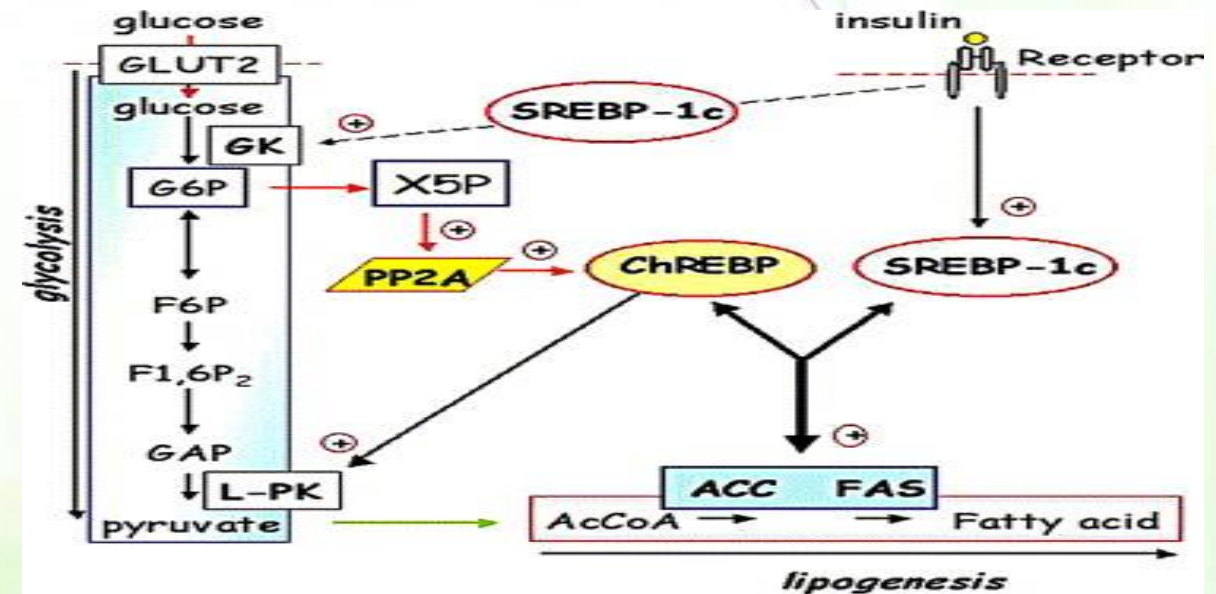 glucose
insulin
GLUT2
Receptor
glucose
SREBP-1c
+
GK
G6P
X5P
+
+
+
glycolysis
PP2A
ChREBP
SREBP-1c
F6P
F1,6P₂
+
+
GAP
L-PK
ACC FAS
pyruvate
AcCoA
Fatty acid
lipogenesis